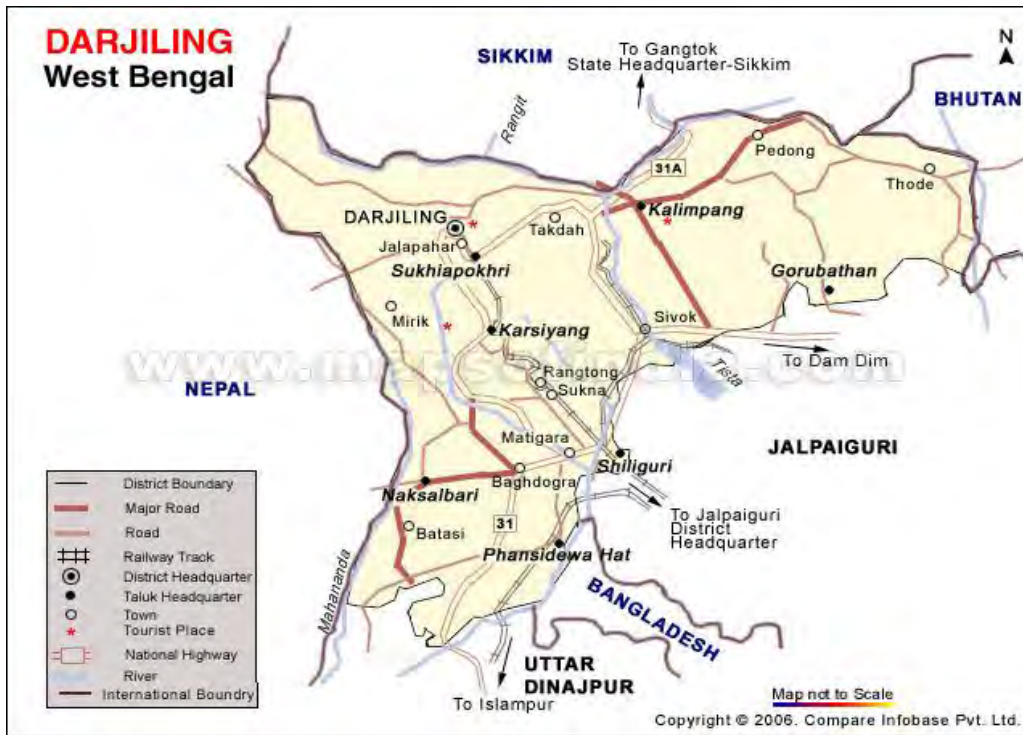 DARJILING
West Bengal
SIKKIM
To Gangtok
State Headquarter-Sikkim
N
BHUTAN
Rangit
31A
Pedong
Thode
DARJILING
Kalimpang
Takdah
Jalapahar
Sukhiapokhri
Gorubathan
Mirik
Karsiyang
Sivok
www.mapsofindia.com
To Dam Dim
Tista
Rangtong
Sukna
NEPAL
JALPAIGURI
Matigara
Shiliguri
Baghdogra
Naksalbari
31
Batasi
To Jalpaiguri
District
Headquarter
Phansidewa Hat
Mahananda
BANGLADESH
UTTAR
DINAJPUR
To Islampur
District Boundary
Major Road
Road
Railway Track
District Headquarter
Taluk Headquarter
Town
Tourist Place
National Highway
River
International Boundry
Map not to Scale
Copyright © 2006. Compare Infobase Pvt. Ltd.